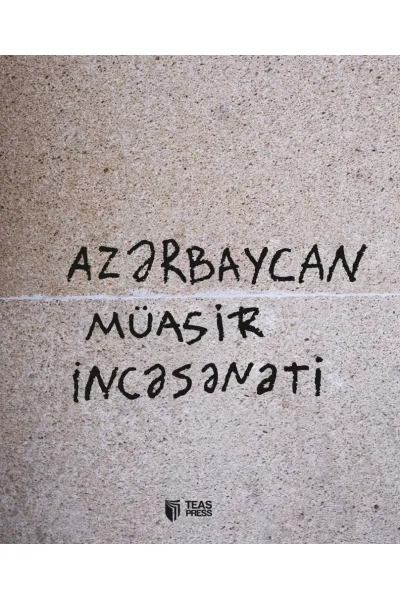 AZƏRBAYCAN
MÜASİR
İNCƏSƏNƏTİ
TEAS
PRESS